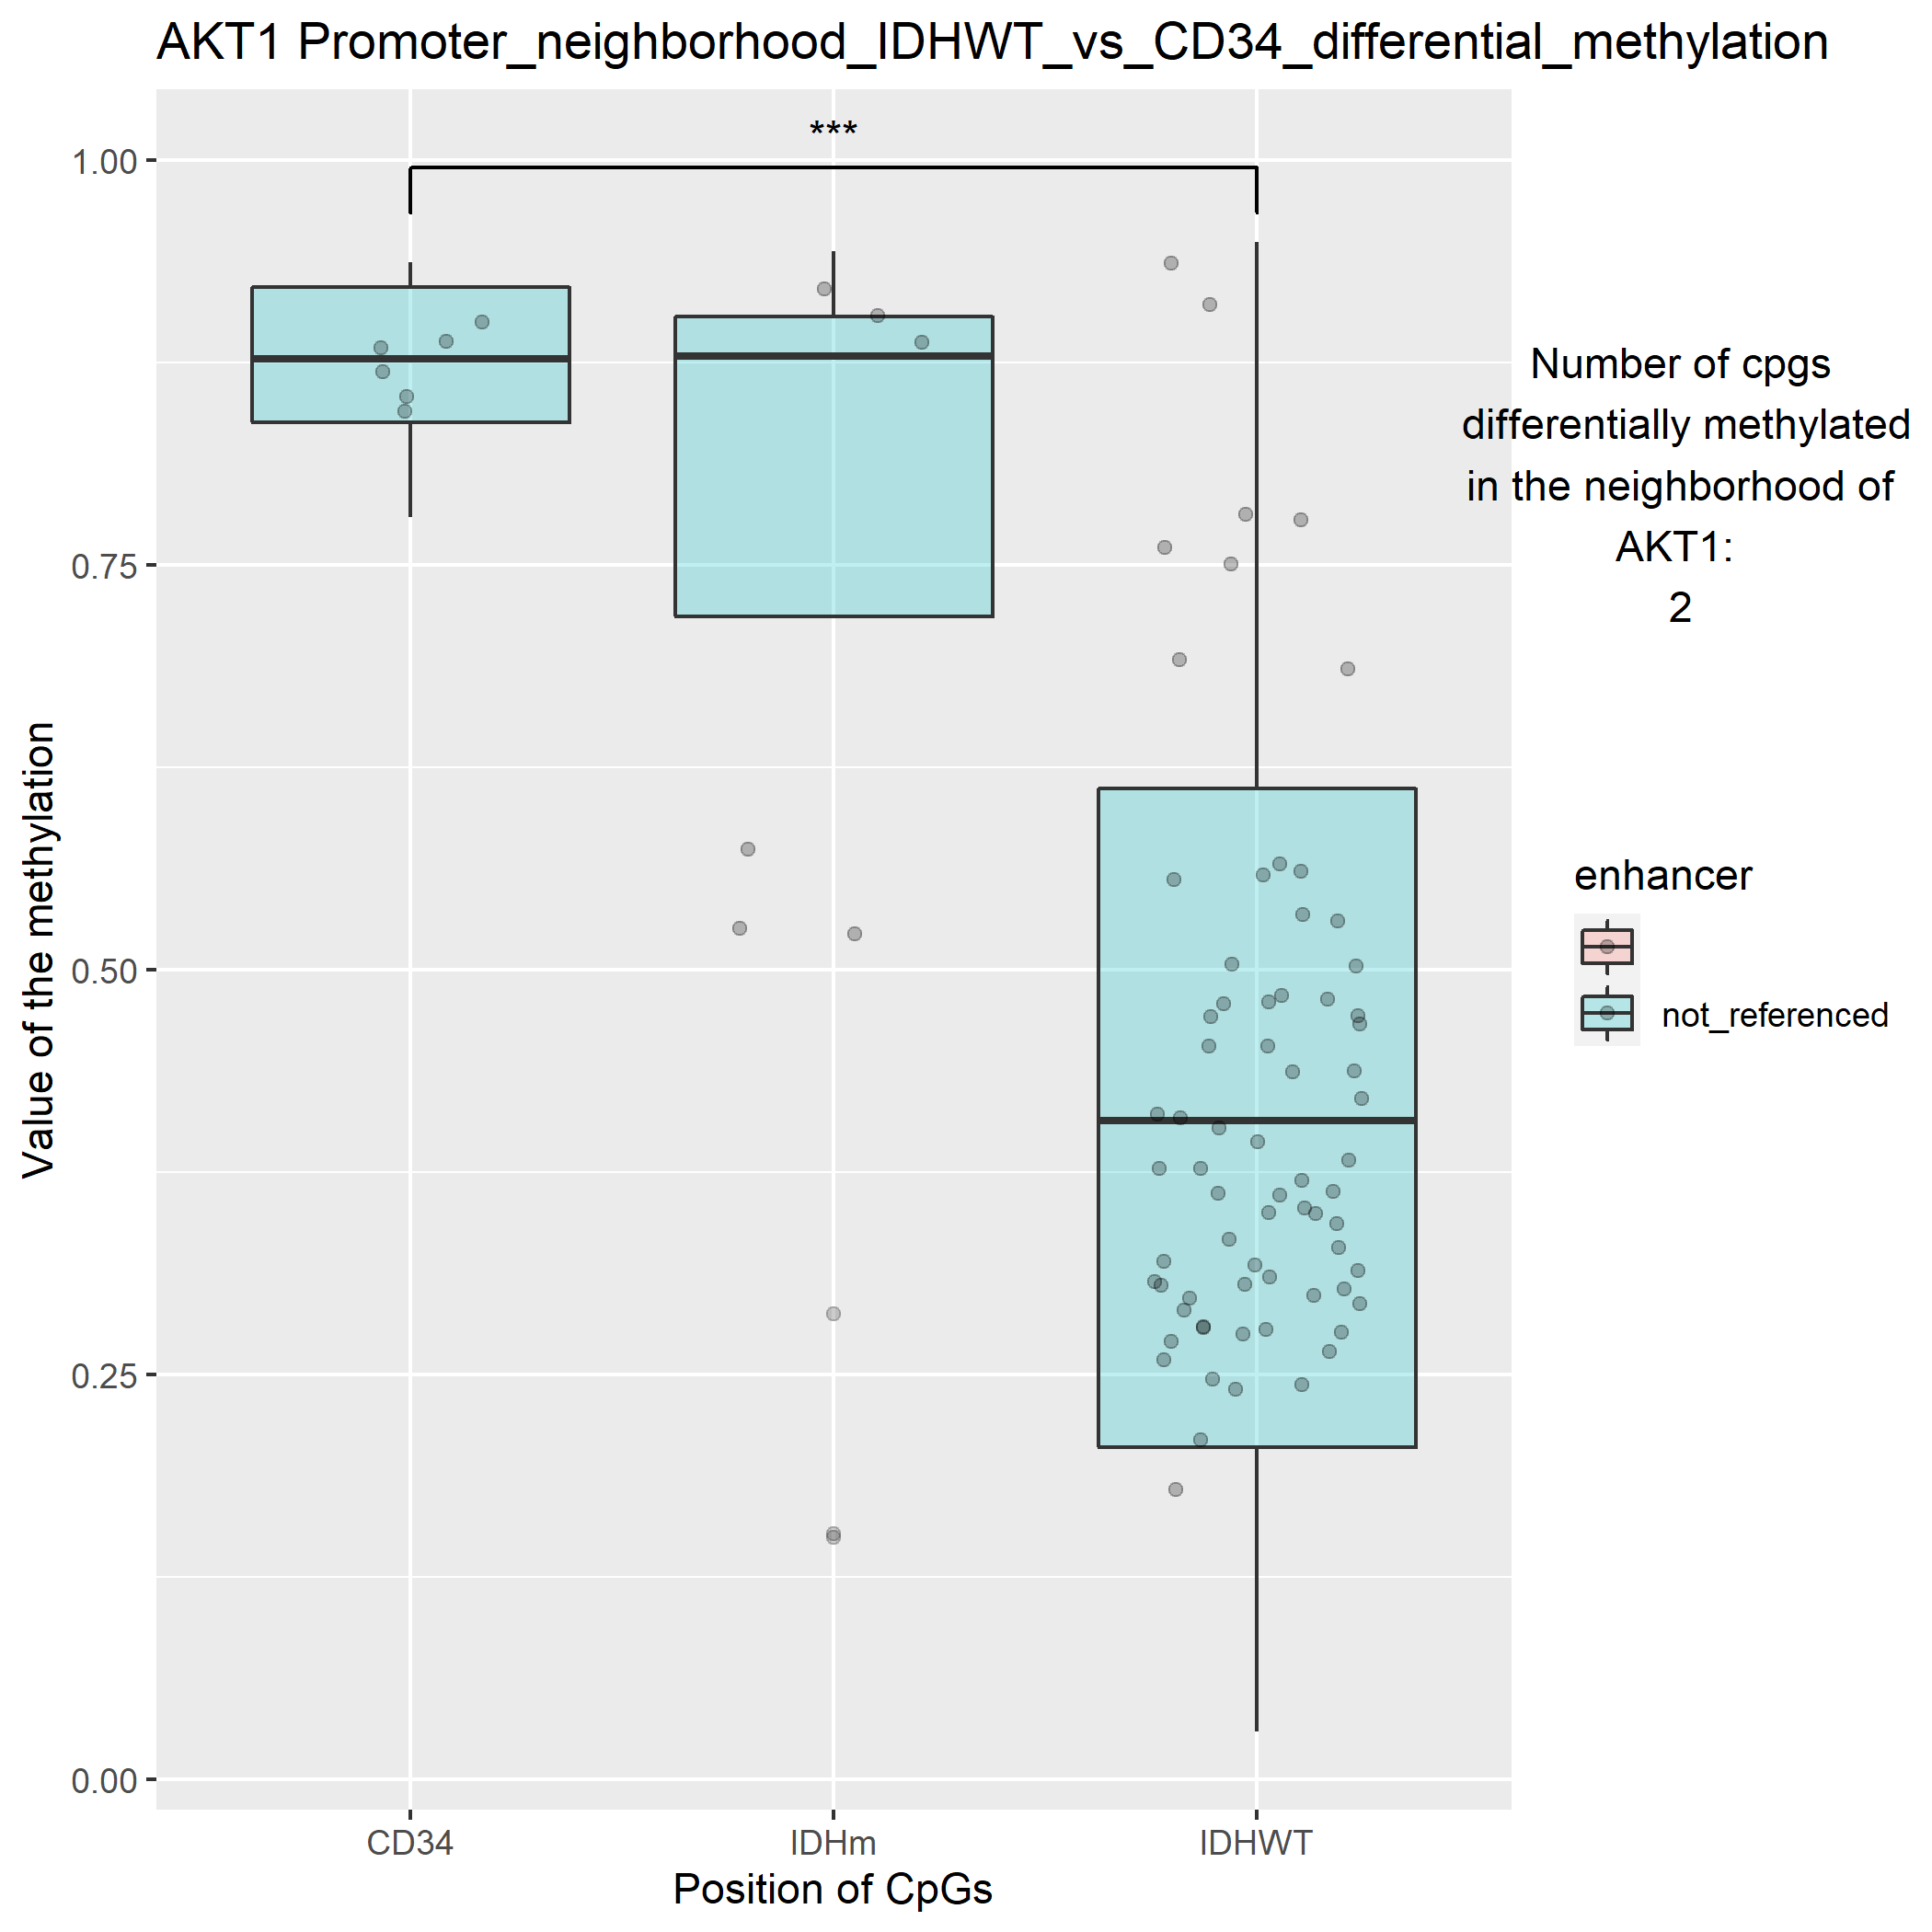 AKT1 Promoter_neighborhood_IDHWT_vs_CD34_differential_methylation
***
1.00
0.75
0.50
0.25
0.00
Value of the methylation
CD34
IDHm
IDHWT
Position of CpGs
Number of cpgs
differentially methylated
in the neighborhood of
AKT1:
2
enhancer
not_referenced